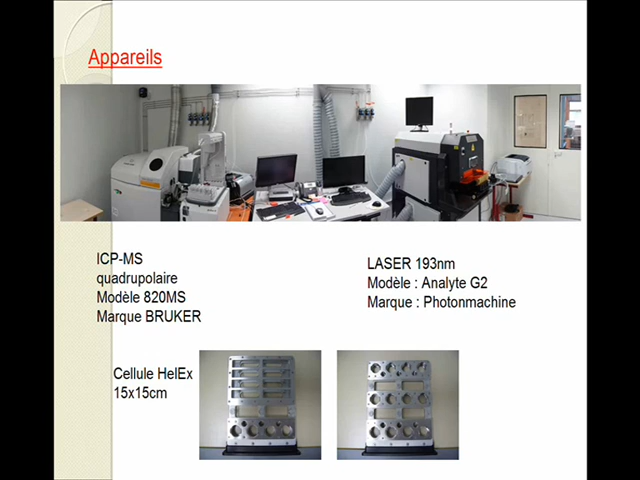 Appareils
ICP-MS
quadrupolaire
Modèle 820MS
Marque BRUKER
LASER 193nm
Modèle : Analyte G2
Marque : Photonmachine
Cellule HelEx
15x15cm